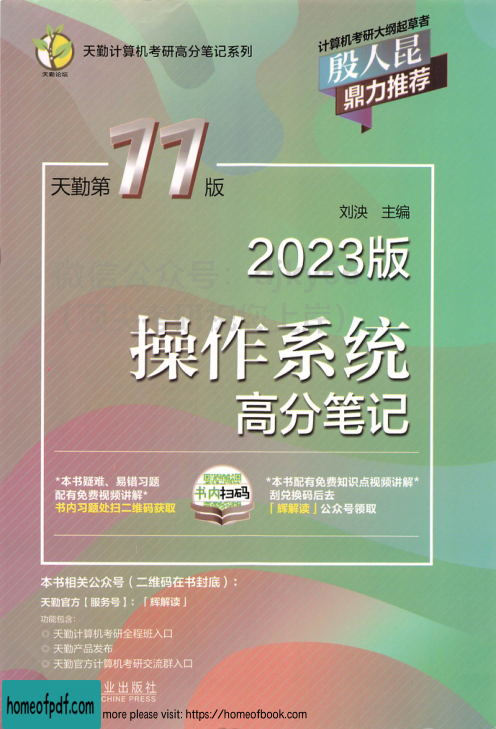 天勤论坛
天勤计算机考研高分笔记系列
计算机考研大纲起草者
殷人昆
鼎力推荐
天勤第11版
刘泱 主编
2023版
操作系统
高分笔记
*本书疑难、易错习题
配有免费视频讲解*
书内习题处扫二维码获取
书内扫码
*本书配有免费知识点视频讲解*
刮兑换码后去
「辉解读」公众号领取
本书相关公众号(二维码在书封底):
天勤官方【服务号】:「辉解读」
功能包含:
天勤计算机考研全程班入口
天勤产品发布
天勤官方计算机考研交流群入口
业出版社
CHINE PRESS
homeofpdf.com
more please visit: https://homeofbook.com